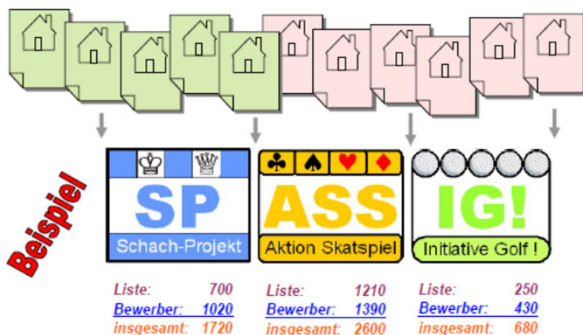 Beispiel
SP
Schach-Projekt
ASS
Aktion Skatspiel
IG!
Initiative Golf !
Liste: 700
Bewerber: 1020
insgesamt: 1720
Liste: 1210
Bewerber: 1390
insgesamt: 2600
Liste: 250
Bewerber: 430
insgesamt: 680